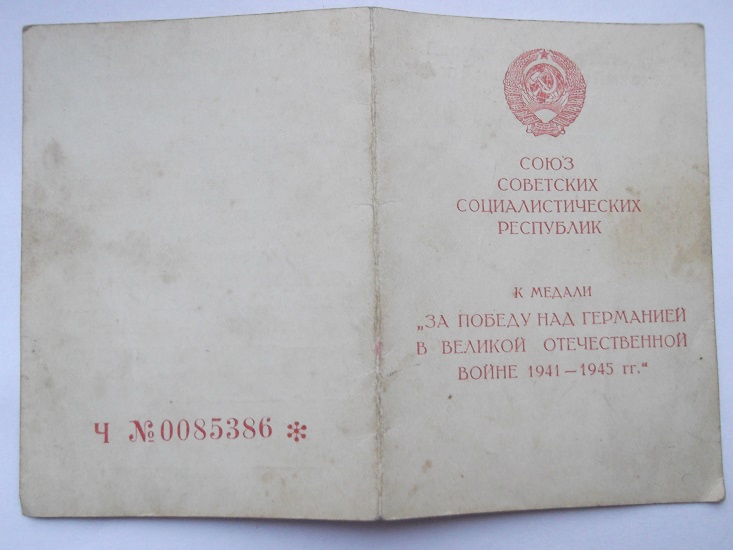 Ч №0085386 *
СОЮЗ
СОВЕТСКИХ
СОЦИАЛИСТИЧЕСКИХ
РЕСПУБЛИК
К МЕДАЛИ
„ЗА ПОБЕДУ НАД ГЕРМАНИЕЙ
В ВЕЛИКОЙ ОТЕЧЕСТВЕННОЙ
ВОЙНЕ 1941—1945 гг.“